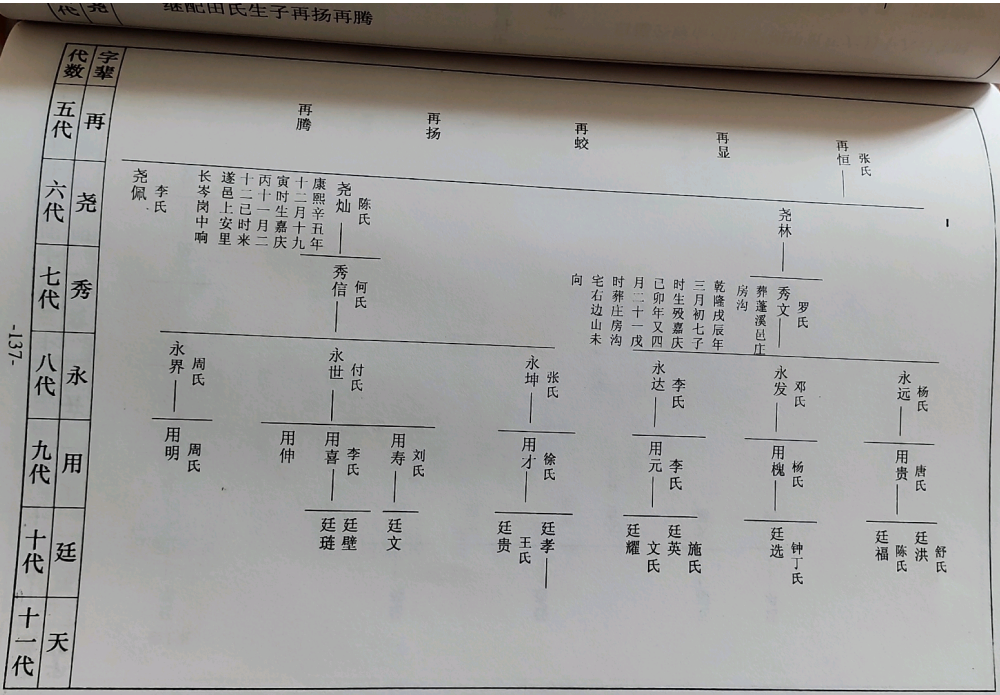 代 尧
继配田氏生子再扬再腾
字辈
代数
再
五代
尧
六代
秀
七代
永
八代
用
九代
廷
十代
天
十一代
-137-
张氏
再恒
再显
再蛟
再扬
再腾
尧林
陈氏
尧灿
康熙辛丑年
十二月十九
寅时生嘉庆
丙十一月二
十二已时来
遂邑上安里
长岑岗中响
李氏
尧佩
罗氏
秀文
葬蓬溪邑庄
房沟
何氏
秀信
乾隆戌辰年
三月初七子
时生殁嘉庆
己卯年又四
月二十一戌
时葬庄房沟
宅右边山未
向
杨氏
永远
邓氏
永发
李氏
永达
张氏
永坤
付氏
永世
周氏
永界
唐氏
用贵
杨氏
用槐
李氏
用元
徐氏
用才
刘氏
用寿
李氏
用喜
用仲
周氏
用明
舒氏
廷洪
陈氏
廷福
钟丁氏
廷选
施氏
廷英
文氏
廷耀
廷孝
王氏
廷贵
廷文
廷壁
廷琏